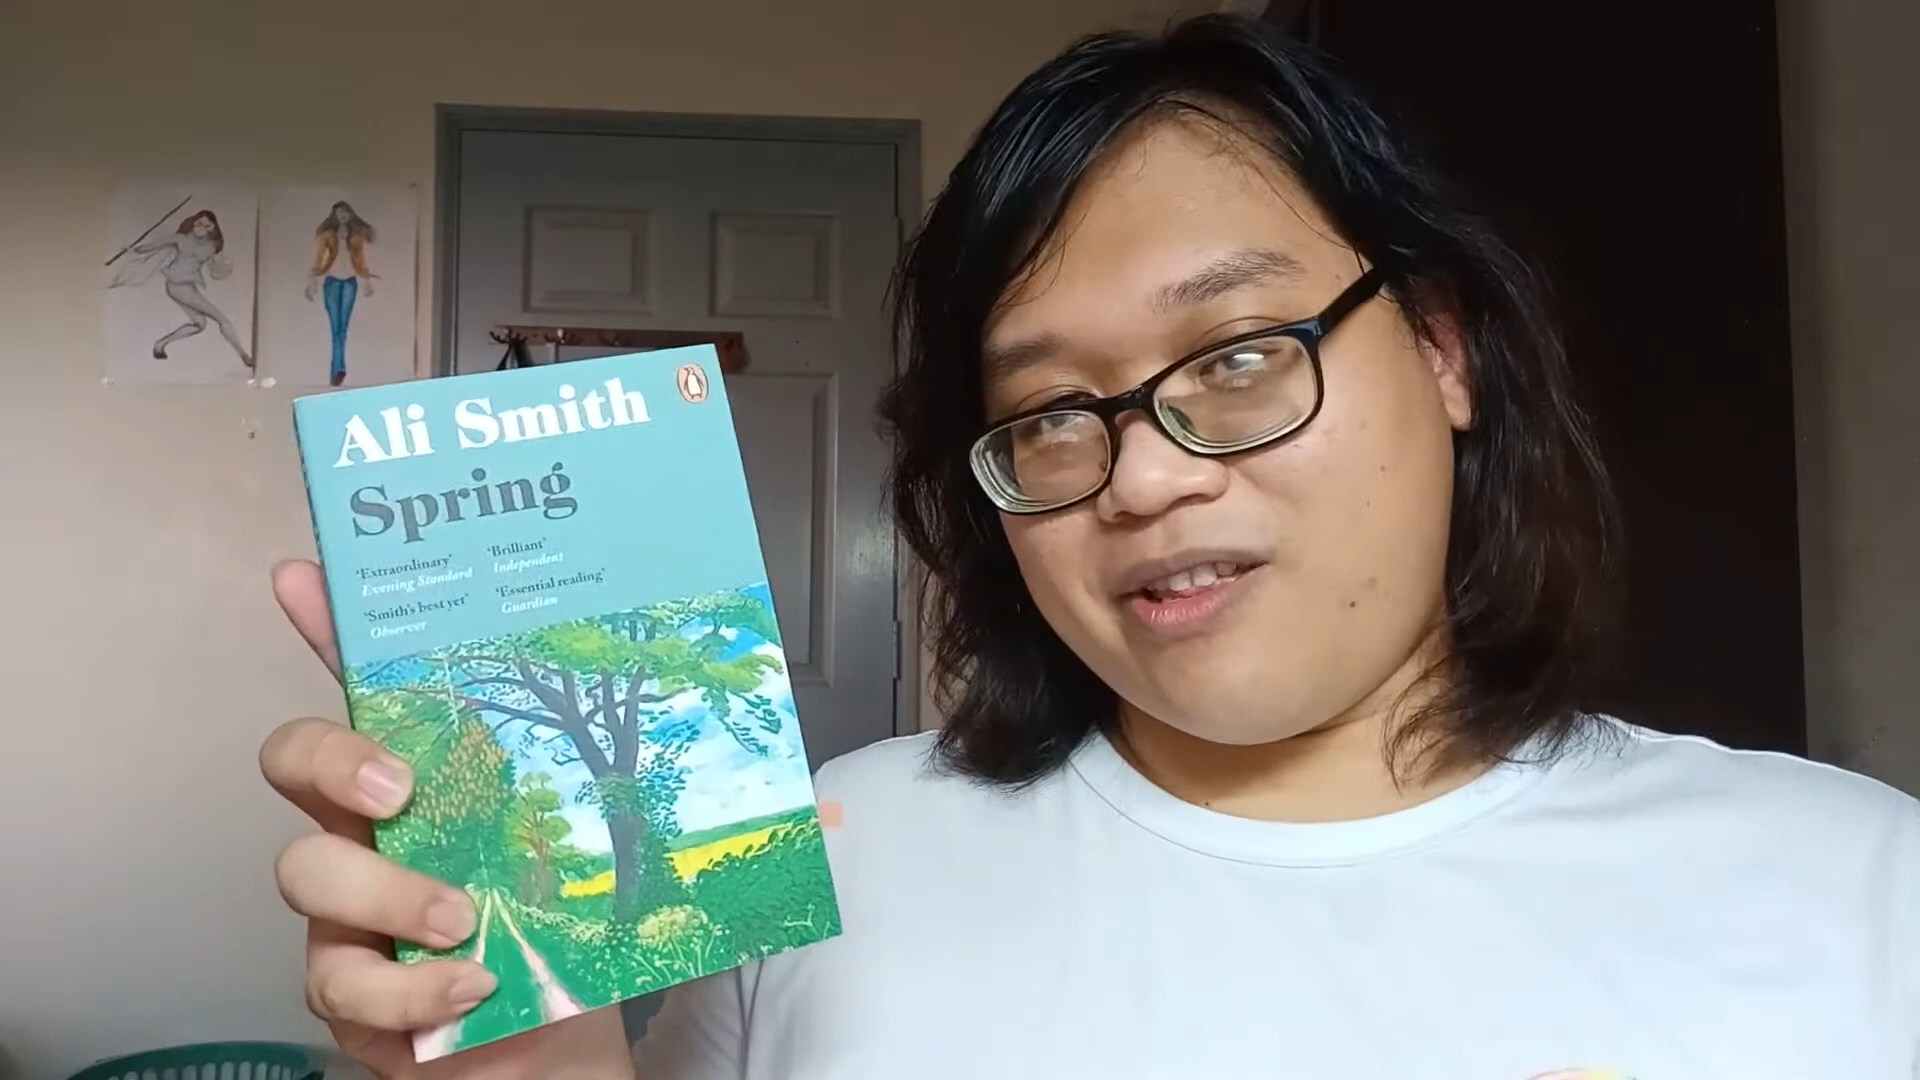 Ali Smith
Spring
‘Extraordinary’
Evening Standard
‘Brilliant’
Independent
‘Smith’s best yet’
Observer
‘Essential reading’
Guardian